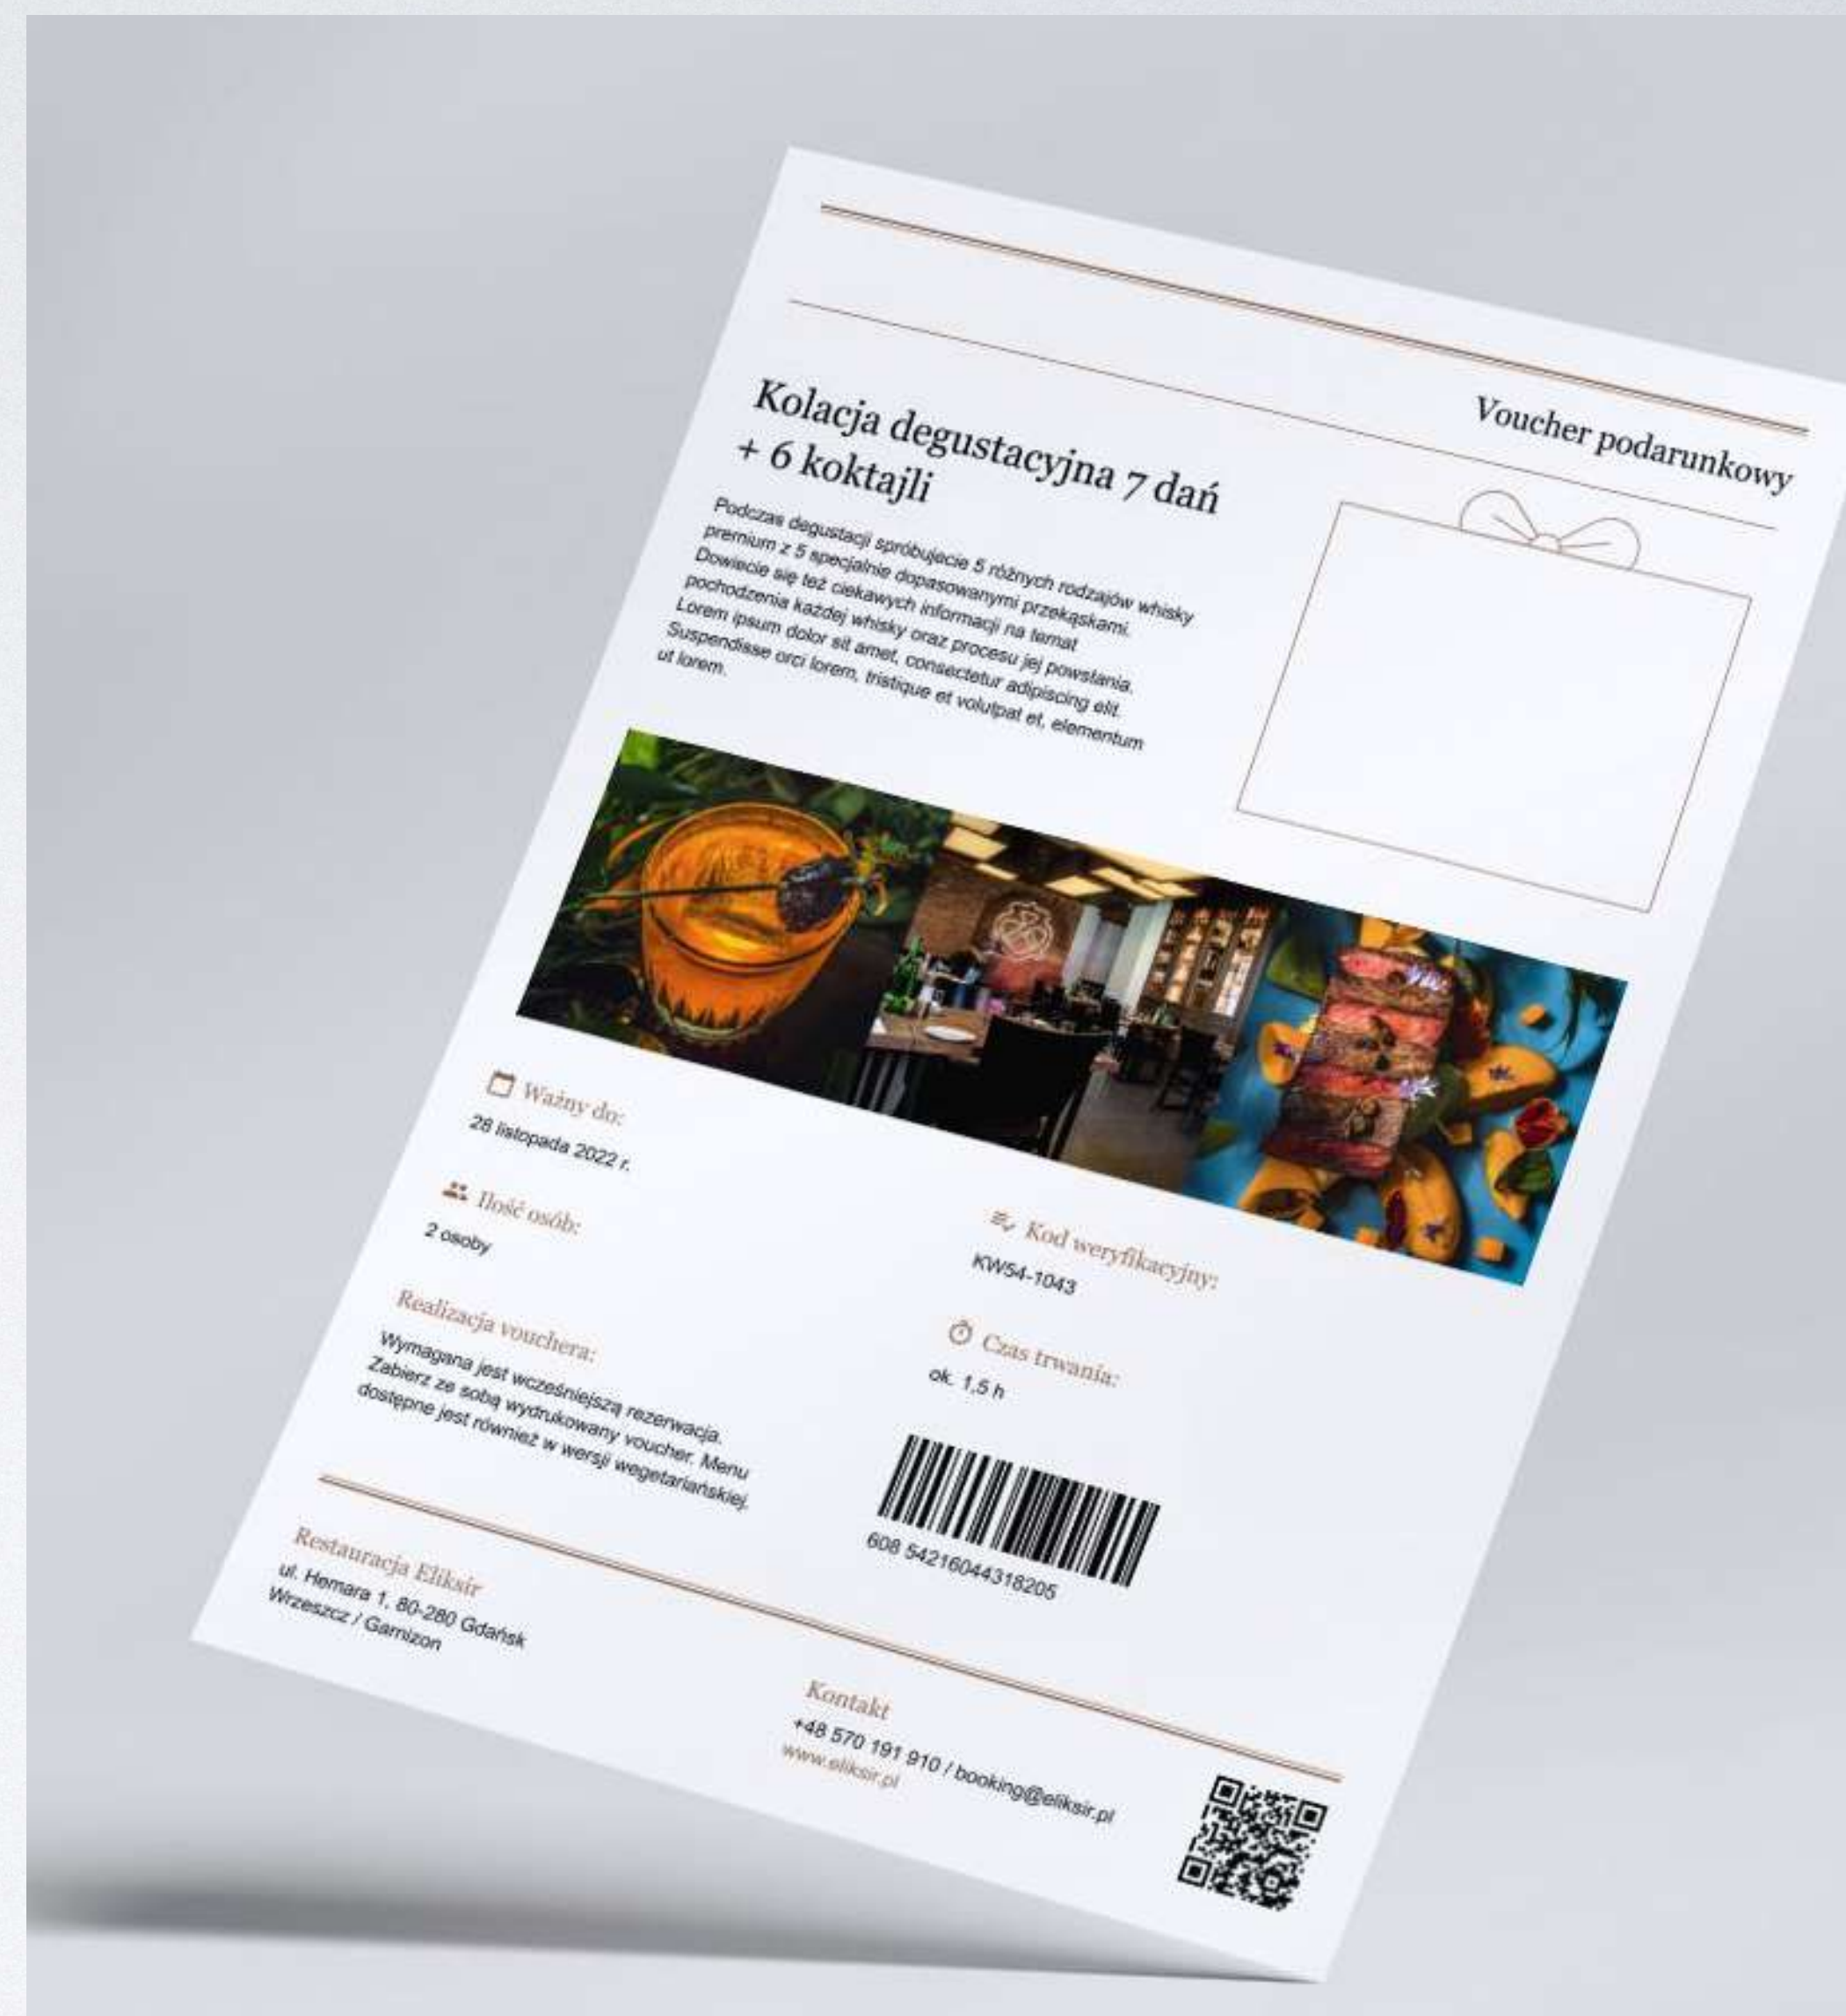 Voucher podarunkowy
Kolacja degustacyjna 7 dań
+ 6 koktajli
Podczas degustacji spróbujecie 5 różnych rodzajów whisky
premium z 5 specjalnie dopasowanymi przekąskami.
Dowiecie się też ciekawych informacji na temat
pochodzenia każdej whisky oraz procesu jej powstania.
Lorem ipsum dolor sit amet, consectetur adipiscing elit.
Suspendisse orci lorem, tristique et volutpat et, elementum
ut lorem.
Ważny do:
28 listopada 2022 r.
Ilość osób:
2 osoby
Kod weryfikacyjny:
KW54-1043
Czas trwania:
ok. 1,5 h
Realizacja vouchera:
Wymagana jest wcześniejszą rezerwacja.
Zabierz ze sobą wydrukowany voucher. Menu
dostępne jest również w wersji wegetariańskiej.
608 54216044318205
Restauracja Eliksir
ul. Hemara 1, 80-280 Gdańsk
Wrzeszcz / Garnizon
Kontakt
+48 570 191 910 / booking@eliksir.pl
www.eliksir.pl